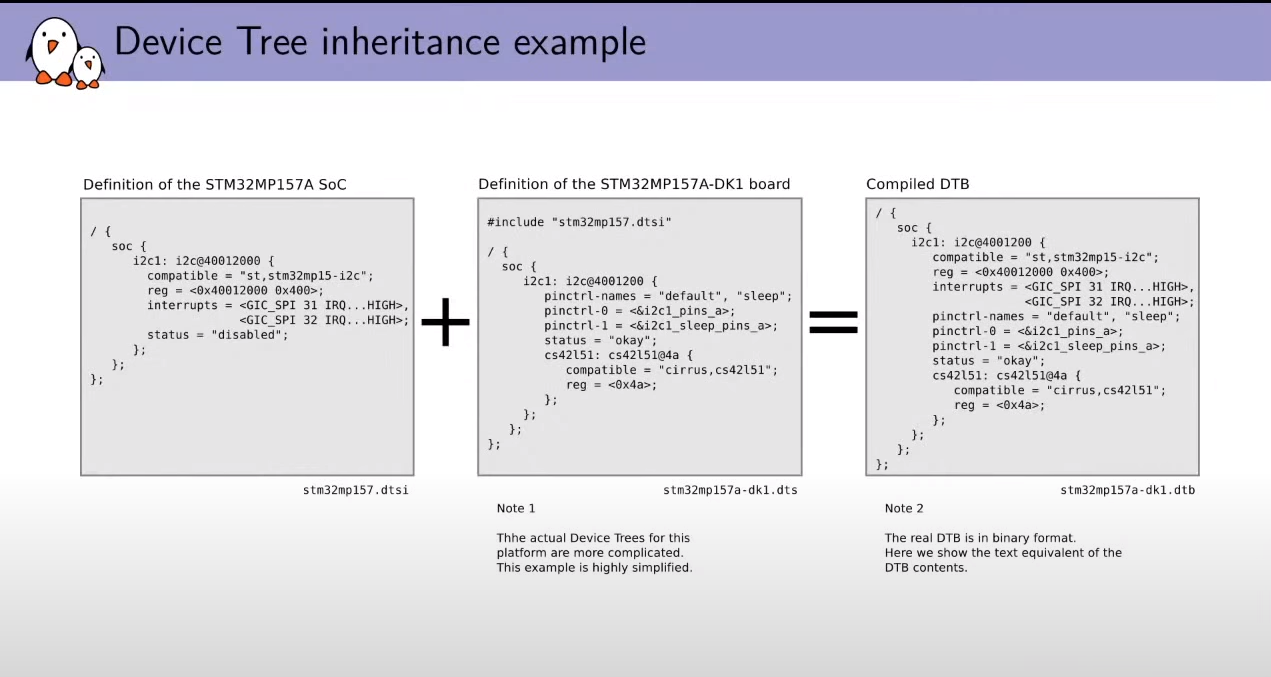 Device Tree inheritance example
Definition of the STM32MP157A SoC
/ {
soc {
i2c1: i2c@40012000 {
compatible = "st,stm32mp15-i2c";
reg = <0x40012000 0x400>;
interrupts = <GIC_SPI 31 IRQ...HIGH>,
<GIC_SPI 32 IRQ...HIGH>;
status = "disabled";
};
};
};
stm32mp157.dtsi
+
Definition of the STM32MP157A-DK1 board
#include "stm32mp157.dtsi"
/ {
soc {
i2c1: i2c@4001200 {
pinctrl-names = "default", "sleep";
pinctrl-0 = <&i2c1_pins_a>;
pinctrl-1 = <&i2c1_sleep_pins_a>;
status = "okay";
cs42l51: cs42l51@4a {
compatible = "cirrus,cs42l51";
reg = <0x4a>;
};
};
};
};
stm32mp157a-dk1.dts
Note 1
Thhe actual Device Trees for this
platform are more complicated.
This example is highly simplified.
=
Compiled DTB
/ {
soc {
i2c1: i2c@4001200 {
compatible = "st,stm32mp15-i2c";
reg = <0x40012000 0x400>;
interrupts = <GIC_SPI 31 IRQ...HIGH>,
<GIC_SPI 32 IRQ...HIGH>;
pinctrl-names = "default", "sleep";
pinctrl-0 = <&i2c1_pins_a>;
pinctrl-1 = <&i2c1_sleep_pins_a>;
status = "okay";
cs42l51: cs42l51@4a {
compatible = "cirrus,cs42l51";
reg = <0x4a>;
};
};
};
};
stm32mp157a-dk1.dtb
Note 2
The real DTB is in binary format.
Here we show the text equivalent of the
DTB contents.